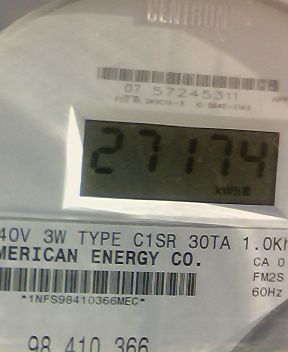 CENTRON
07 57245311
27174
kWh
40V 3W TYPE C1SR 30TA 1.0Kh
MERICAN ENERGY CO.
CA 0
FM2S
*1NFS98410366MEC*
60Hz
98 410 366